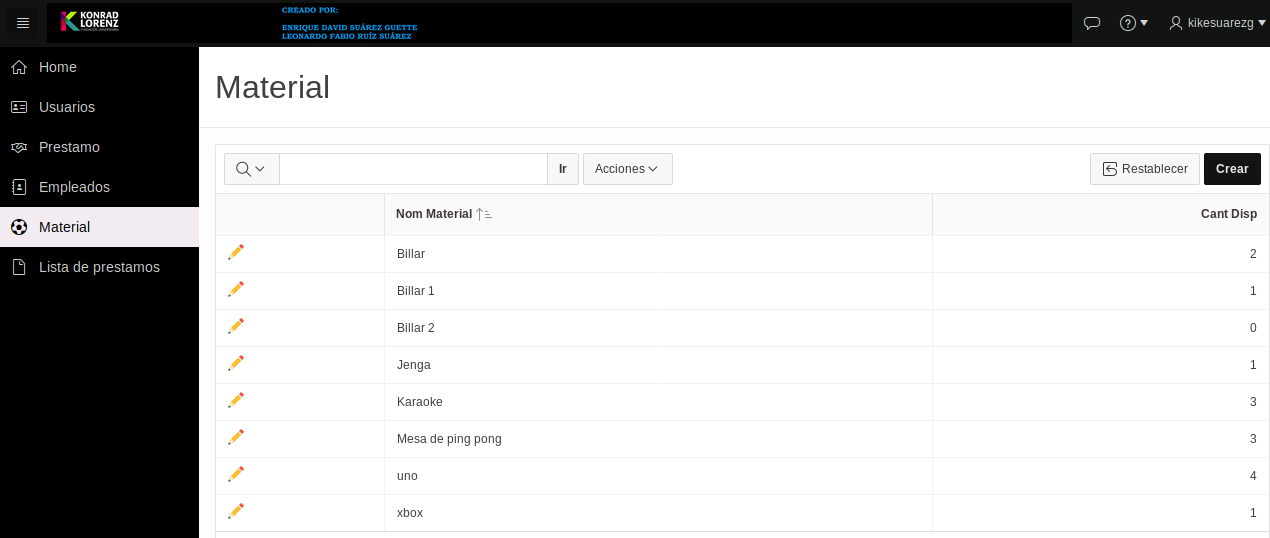 KONRAD
LORENZ
FUNDACIÓN UNIVERSITARIA
CREADO POR:
ENRIQUE DAVID SUÁREZ GUETTE
LEONARDO FABIO RUÍZ SUÁREZ
kikesuarezg
Home
Usuarios
Prestamo
Empleados
Material
Lista de prestamos
Material
Ir
Acciones
Restablecer
Crear
Nom Material
Cant Disp
Billar
2
Billar 1
1
Billar 2
0
Jenga
1
Karaoke
3
Mesa de ping pong
3
uno
4
xbox
1